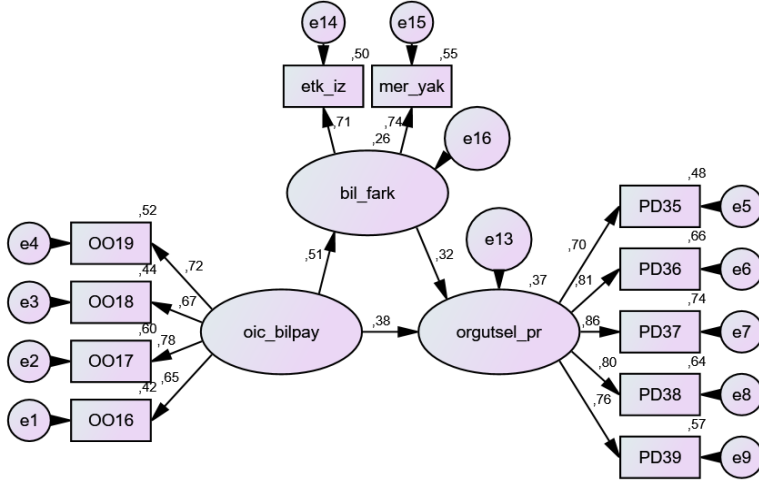 e14
e15
,50
,55
etk_iz
mer_yak
,71
,74
,26
e16
bil_fark
,48
,52
e4
OO19
,72
e13
,70
PD35
e5
,51
,32
,66
,44
e3
OO18
,67
,37
,81
PD36
e6
,60
,78
oic_bilpay
,38
orgutsel_pr
,74
,86
PD37
e7
e2
OO17
,65
,80
,64
PD38
e8
,42
e1
OO16
,76
,57
PD39
e9